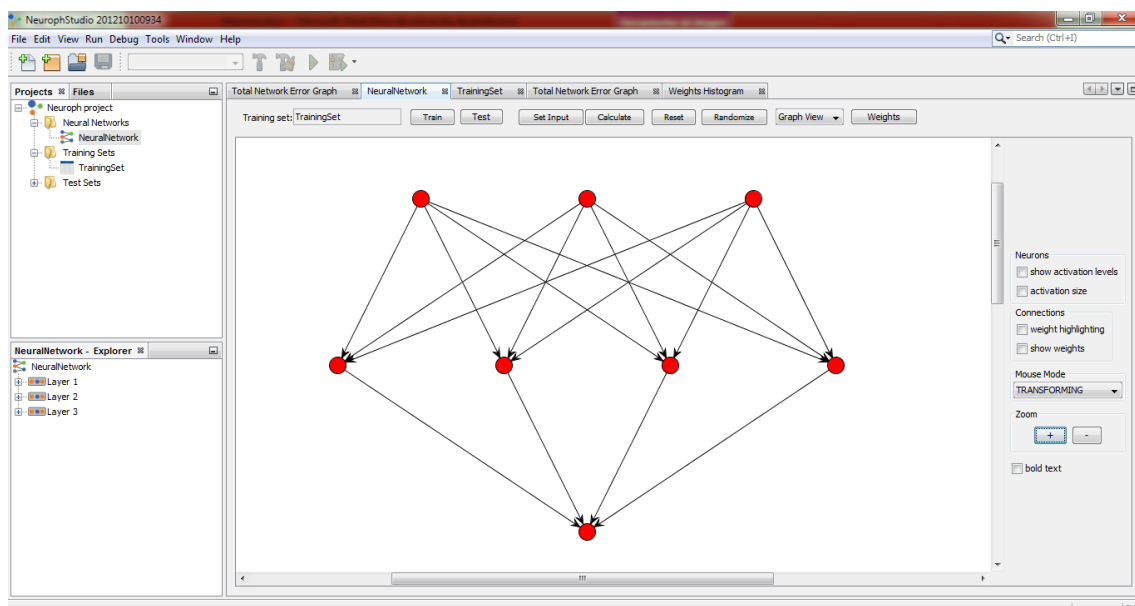 NeurophStudio 201210100934
File Edit View Run Debug Tools Window Help
Search (Ctrl+I)
Projects Files
Neuroph project
Neural Networks
NeuralNetwork
Training Sets
TrainingSet
Test Sets
NeuralNetwork - Explorer
NeuralNetwork
Layer 1
Layer 2
Layer 3
Total Network Error Graph NeuralNetwork TrainingSet Total Network Error Graph Weights Histogram
Training set: TrainingSet Train Test Set Input Calculate Reset Randomize Graph View Weights
Neurons
show activation levels
activation size
Connections
weight highlighting
show weights
Mouse Mode
TRANSFORMING
Zoom
+ -
bold text